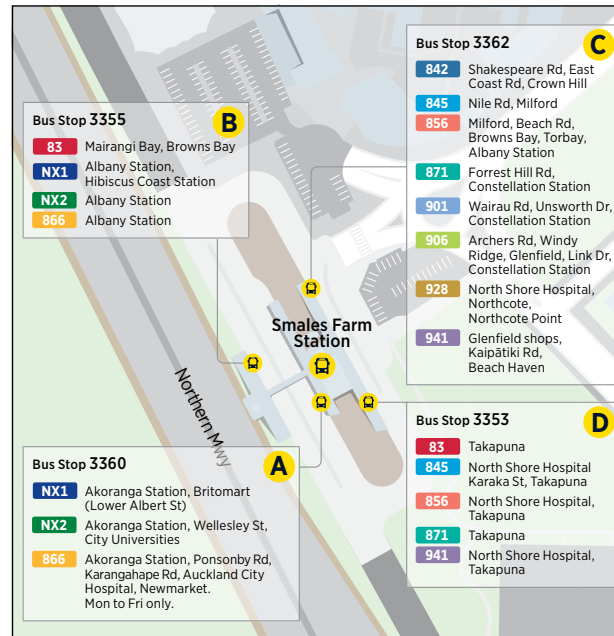 Bus Stop 3362
C
842 Shakespeare Rd, East
Coast Rd, Crown Hill
845 Nile Rd, Milford
856 Milford, Beach Rd,
Browns Bay, Torbay,
Albany Station
871 Forrest Hill Rd,
Constellation Station
901 Wairau Rd, Unsworth Dr,
Constellation Station
906 Archers Rd, Windy
Ridge, Glenfield, Link Dr,
Constellation Station
928 North Shore Hospital,
Northcote,
Northcote Point
941 Glenfield shops,
Kaipātiki Rd,
Beach Haven
Bus Stop 3355
B
83 Mairangi Bay, Browns Bay
NX1 Albany Station,
Hibiscus Coast Station
NX2 Albany Station
866 Albany Station
Smales Farm
Station
Northern Mwy
Bus Stop 3360
A
NX1 Akoranga Station, Britomart
(Lower Albert St)
NX2 Akoranga Station, Wellesley St,
City Universities
866 Akoranga Station, Ponsonby Rd,
Karangahape Rd, Auckland City
Hospital, Newmarket.
Mon to Fri only.
Bus Stop 3353
D
83 Takapuna
845 North Shore Hospital
Karaka St, Takapuna
856 North Shore Hospital,
Takapuna
871 Takapuna
941 North Shore Hospital,
Takapuna